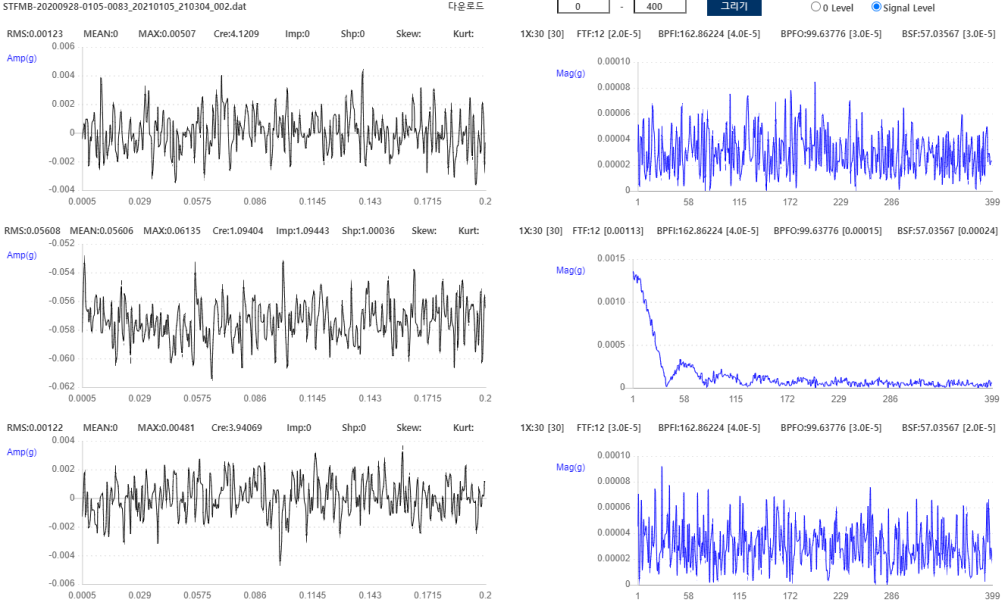 STFMB-20200928-0105-0083_20210105_210304_002.dat 다운로드 0 - 400 그리기 0 Level Signal Level
RMS:0.00123 MEAN:0 MAX:0.00507 Cre:4.1209 Imp:0 Shp:0 Skew: Kurt: 1X:30 [30] FTF:12 [2.0E-5] BPFI:162.86224 [4.0E-5] BPFO:99.63776 [3.0E-5] BSF:57.03567 [3.0E-5]
0.006
Amp(g) 0.00010
Mag(g)
0.004 0.00008
0.002 0.00006
0 0.00004
-0.002 0.00002
-0.004 0
0.0005 0.029 0.0575 0.086 0.1145 0.143 0.1715 0.2 1 58 115 172 229 286 399
RMS:0.05608 MEAN:0.05606 MAX:0.06135 Cre:1.09404 Imp:1.09443 Shp:1.00036 Skew: Kurt: 1X:30 [30] FTF:12 [0.00113] BPFI:162.86224 [4.0E-5] BPFO:99.63776 [0.00015] BSF:57.03567 [0.00024]
-0.052
Amp(g) 0.0015
Mag(g)
-0.054
-0.056 0.0010
-0.058 0.0005
-0.060
-0.062 0
0.0005 0.029 0.0575 0.086 0.1145 0.143 0.1715 0.2 1 58 115 172 229 286 399
RMS:0.00122 MEAN:0 MAX:0.00481 Cre:3.94069 Imp:0 Shp:0 Skew: Kurt: 1X:30 [30] FTF:12 [3.0E-5] BPFI:162.86224 [4.0E-5] BPFO:99.63776 [3.0E-5] BSF:57.03567 [2.0E-5]
0.004
Amp(g) 0.00010
Mag(g)
0.002 0.00008
0 0.00006
-0.002 0.00004
-0.004 0.00002
-0.006 0
0.0005 0.029 0.0575 0.086 0.1145 0.143 0.1715 0.2 1 58 115 172 229 286 399